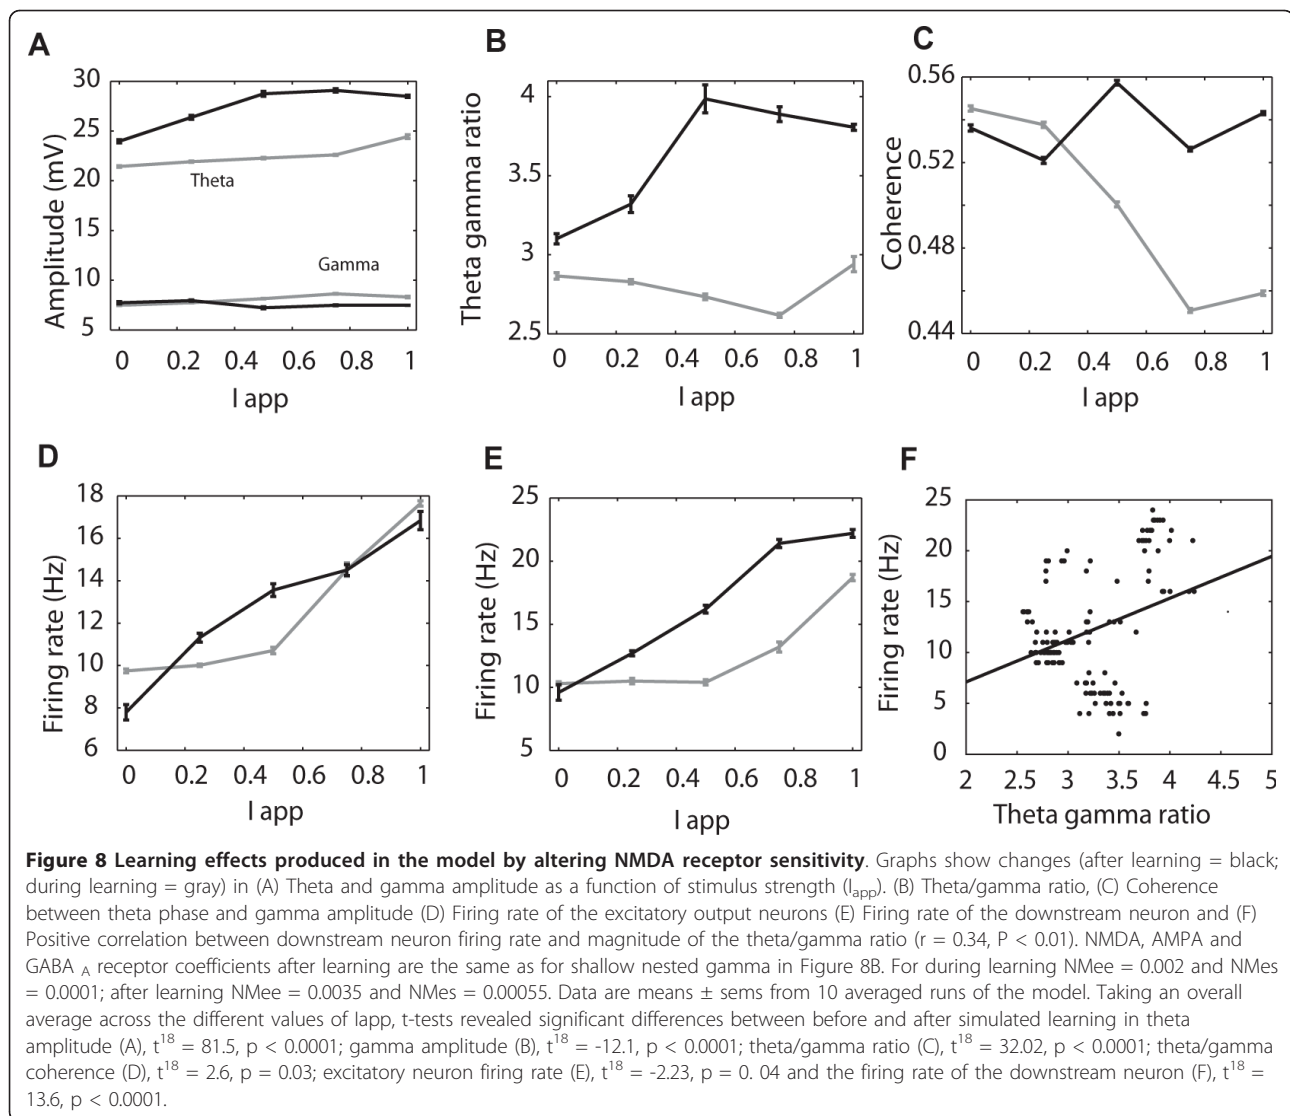 A
30
25
20
15
10
5
Amplitude (mV)
Theta
Gamma
0 0.2 0.4 0.6 0.8 1
I app
B
4
3.5
3
2.5
Theta gamma ratio
0 0.2 0.4 0.6 0.8 1
I app
C
0.56
0.52
0.48
0.44
Coherence
0 0.2 0.4 0.6 0.8 1
I app
D
18
16
14
12
10
8
6
Firing rate (Hz)
0 0.2 0.4 0.6 0.8 1
I app
E
25
20
15
10
5
Firing rate (Hz)
0 0.2 0.4 0.6 0.8 1
I app
F
25
20
15
10
5
0
Firing rate (Hz)
2 2.5 3 3.5 4 4.5 5
Theta gamma ratio
Figure 8 Learning effects produced in the model by altering NMDA receptor sensitivity. Graphs show changes (after learning = black;
during learning = gray) in (A) Theta and gamma amplitude as a function of stimulus strength (Iapp). (B) Theta/gamma ratio, (C) Coherence
between theta phase and gamma amplitude (D) Firing rate of the excitatory output neurons (E) Firing rate of the downstream neuron and (F)
Positive correlation between downstream neuron firing rate and magnitude of the theta/gamma ratio (r = 0.34, P < 0.01). NMDA, AMPA and
GABA A receptor coefficients after learning are the same as for shallow nested gamma in Figure 8B. For during learning NMee = 0.002 and NMes
= 0.0001; after learning NMee = 0.0035 and NMes = 0.00055. Data are means ± sems from 10 averaged runs of the model. Taking an overall
average across the different values of Iapp, t-tests revealed significant differences between before and after simulated learning in theta
amplitude (A), t18 = 81.5, p < 0.0001; gamma amplitude (B), t18 = -12.1, p < 0.0001; theta/gamma ratio (C), t18 = 32.02, p < 0.0001; theta/gamma
coherence (D), t18 = 2.6, p = 0.03; excitatory neuron firing rate (E), t18 = -2.23, p = 0. 04 and the firing rate of the downstream neuron (F), t18 =
13.6, p < 0.0001.